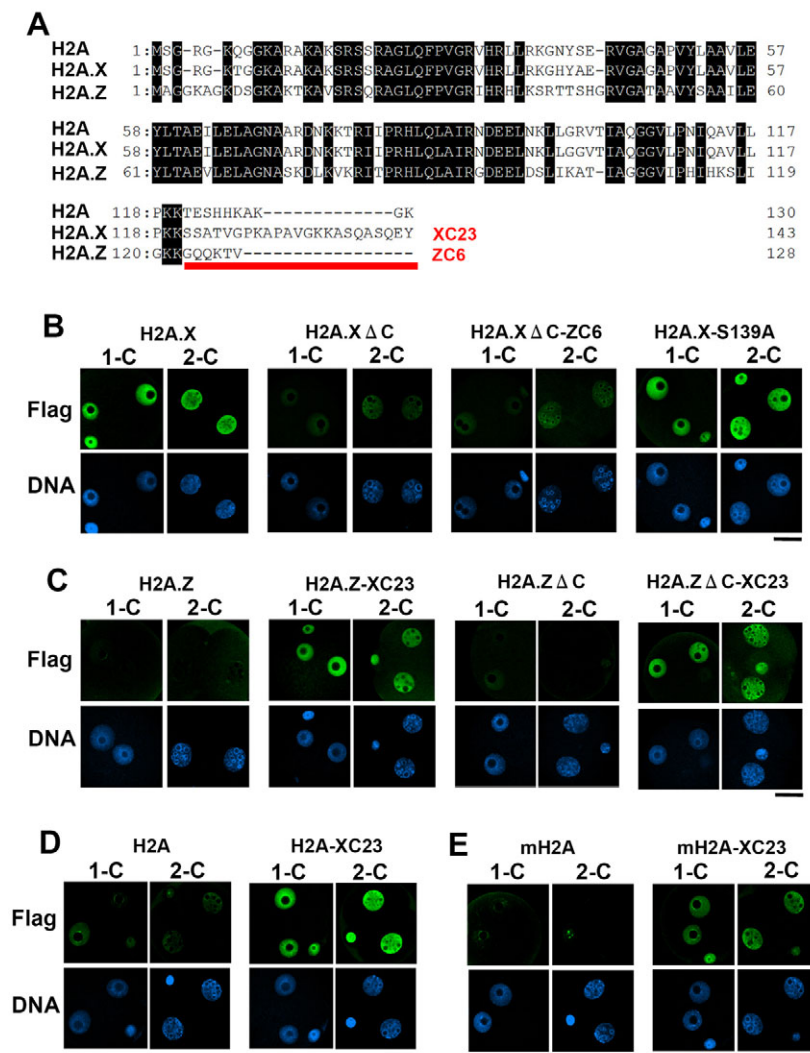 A
H2A 1:MSG-RG-KQGGKARAKAKSRSSRAGLQFPVGRVHRLLRKGNYSE-RVGAGAPVYLAAVLE 57
H2A.X 1:MSG-RG-KTGGKARAKAKSRSSRAGLQFPVGRVHRLLRKGHYAE-RVGAGAPVYLAAVLE 57
H2A.Z 1:MAGGKAGKDSGKAKTKAVSRSQRAGLQFPVGRIHRHLKSRTTSHGRVGATAAVYSAAILE 60
H2A 58:YLTAEILELAGNAARDNKKTRIIPRHLQLAIRNDEELNKLLGRVTIAQGGVLPNIQAVLL 117
H2A.X 58:YLTAEILELAGNAARDNKKTRIIPRHLQLAIRNDEELNKLLGGVTIAQGGVLPNIQAVLL 117
H2A.Z 61:YLTAEVLELAGNASKDLKVKRITPRHLQLAIRGDEELDSLIKAT-IAGGGVIPHIHKSLI 119
H2A 118:PKKTESHHKAK-------------GK 130
H2A.X 118:PKKSSATVGPKAPAVGKKASQASQEY XC23 143
H2A.Z 120:GKKGQQKTV----------------- ZC6 128
B
H2A.X H2A.X Δ C H2A.X Δ C-ZC6 H2A.X-S139A
1-C 2-C 1-C 2-C 1-C 2-C 1-C 2-C
Flag
DNA
C
H2A.Z H2A.Z-XC23 H2A.Z Δ C H2A.Z Δ C-XC23
1-C 2-C 1-C 2-C 1-C 2-C 1-C 2-C
Flag
DNA
D
H2A H2A-XC23
1-C 2-C 1-C 2-C
Flag
DNA
E
mH2A mH2A-XC23
1-C 2-C 1-C 2-C